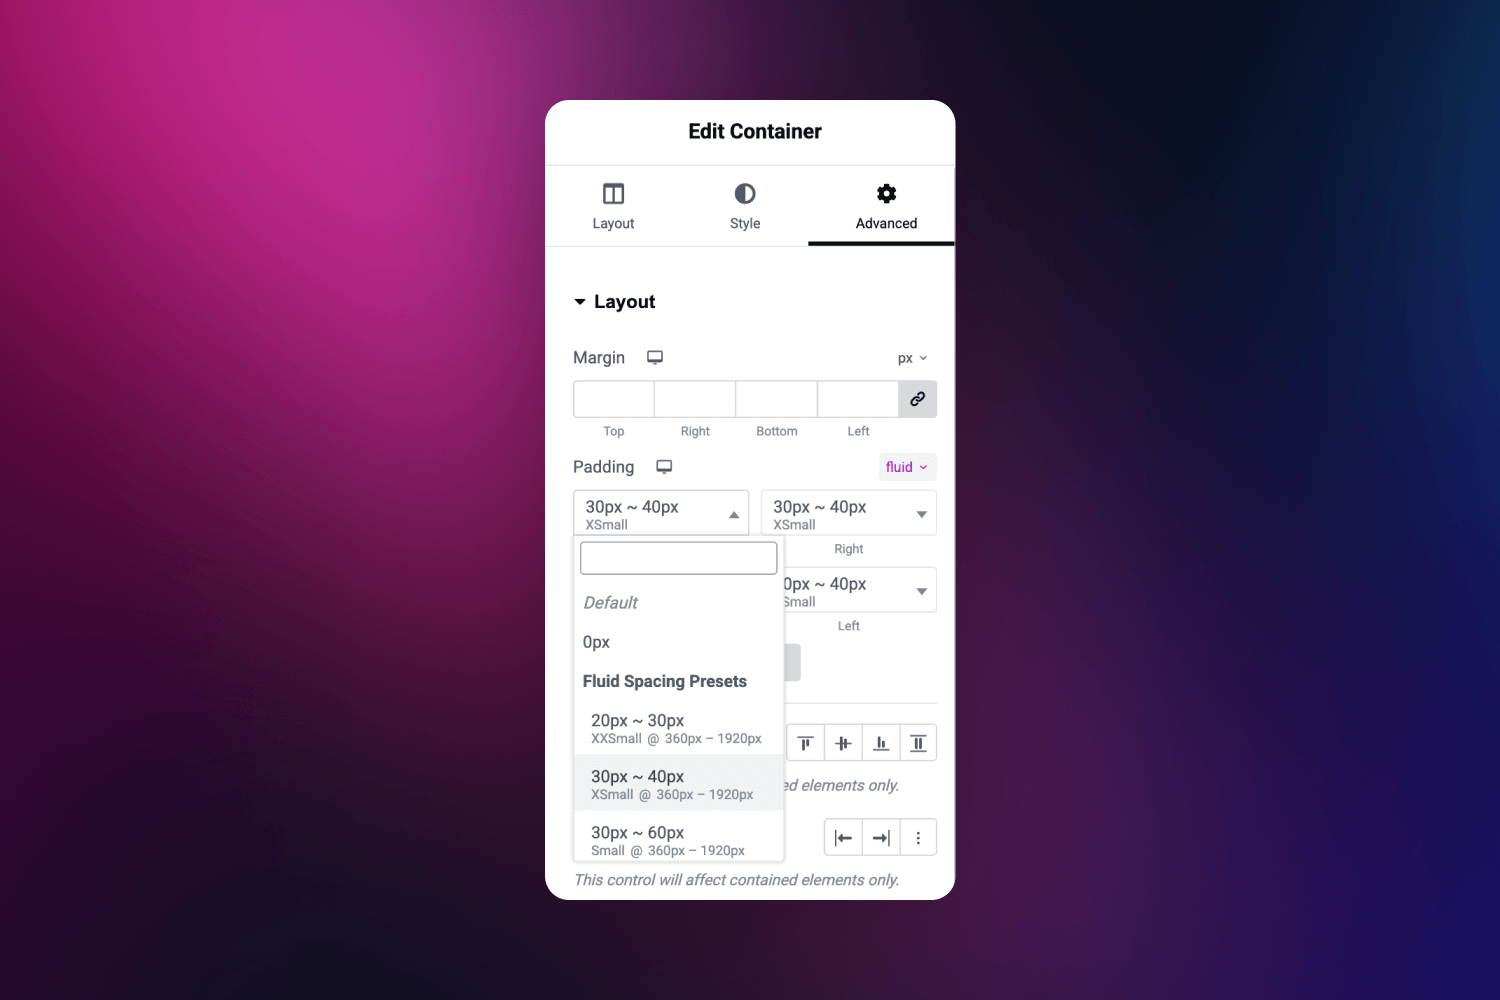 Edit Container
Layout
Style
Advanced
Layout
Margin
px
Top
Right
Bottom
Left
Padding
fluid
30px ~ 40px
XSmall
30px ~ 40px
XSmall
Right
0px ~ 40px
Small
Left
Default
0px
Fluid Spacing Presets
20px ~ 30px
XXSmall @ 360px – 1920px
30px ~ 40px
XSmall @ 360px – 1920px
ed elements only.
30px ~ 60px
Small @ 360px – 1920px
This control will affect contained elements only.